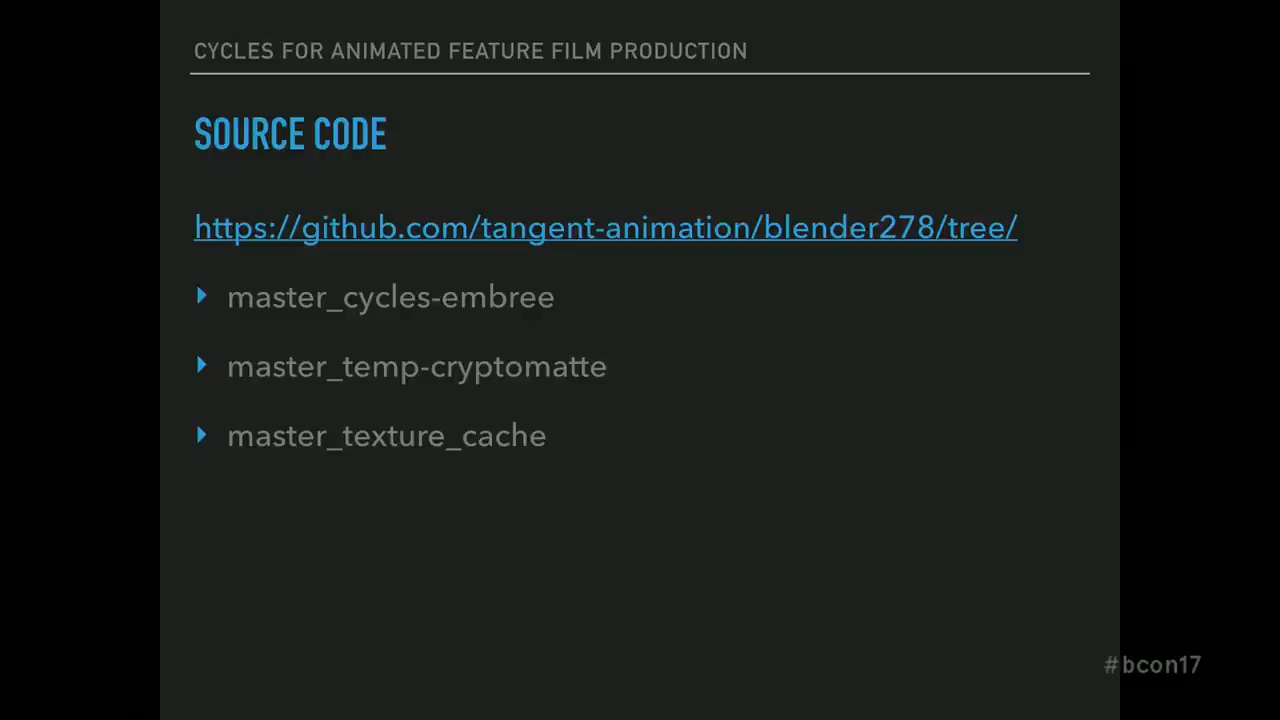 CYCLES FOR ANIMATED FEATURE FILM PRODUCTION
SOURCE CODE
https://github.com/tangent-animation/blender278/tree/
master_cycles-embree
master_temp-cryptomatte
master_texture_cache
#bcon17